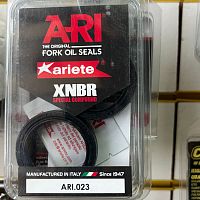 ARI
THE ORIGINAL
FORK OIL SEALS
ariete
XNBR
SPECIAL COMPOUND
MANUFACTURED IN ITALY Since 1947
ARI.023